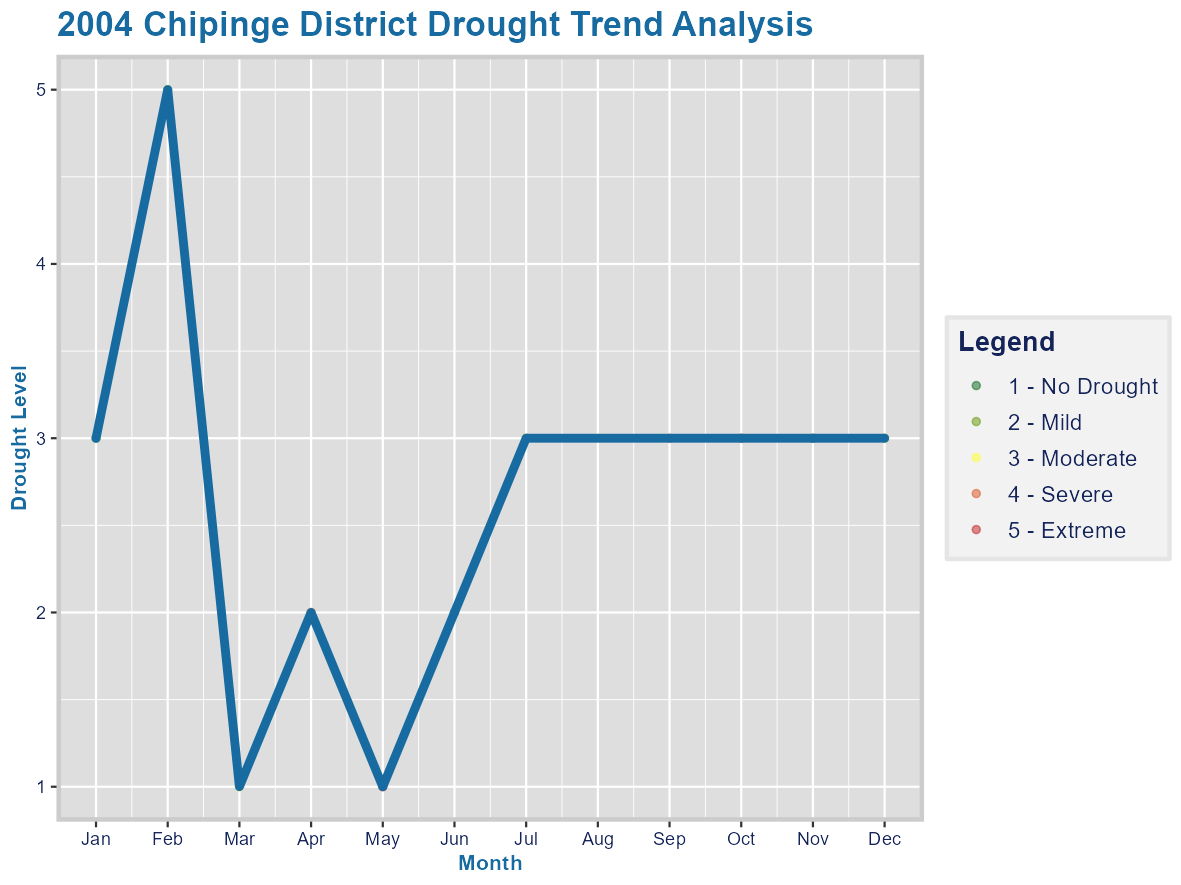 2004 Chipinge District Drought Trend Analysis
5
4
3
2
1
Drought Level
Jan Feb Mar Apr May Jun Jul Aug Sep Oct Nov Dec
Month
Legend
1 - No Drought
2 - Mild
3 - Moderate
4 - Severe
5 - Extreme